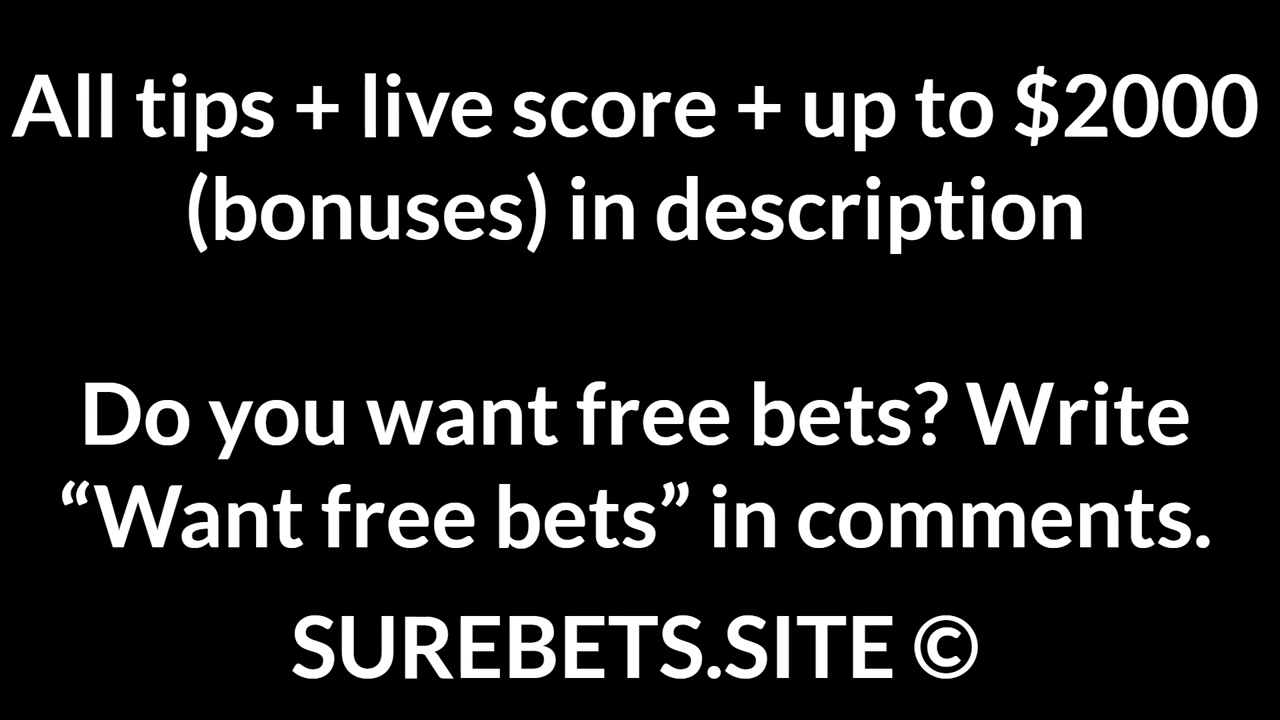 All tips + live score + up to $2000
(bonuses) in description
Do you want free bets? Write
“Want free bets” in comments.
SUREBETS.SITE ©